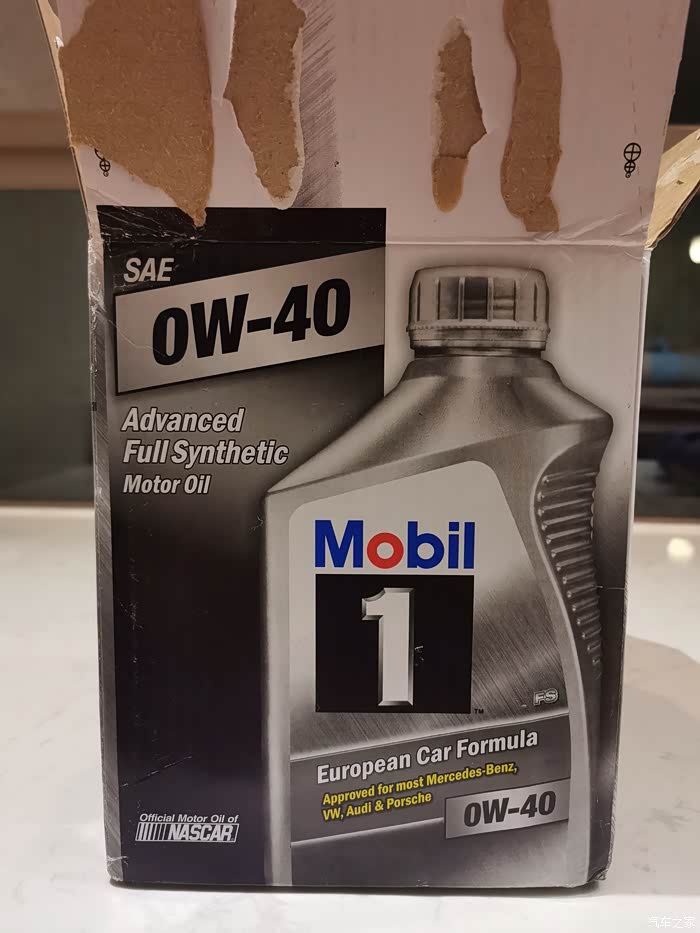 SAE
0W-40
Advanced
Full Synthetic
Motor Oil
Mobil
1
TM
FS
European Car Formula
Approved for most Mercedes-Benz,
VW, Audi & Porsche
0W-40
Official Motor Oil of
NASCAR
汽车之家